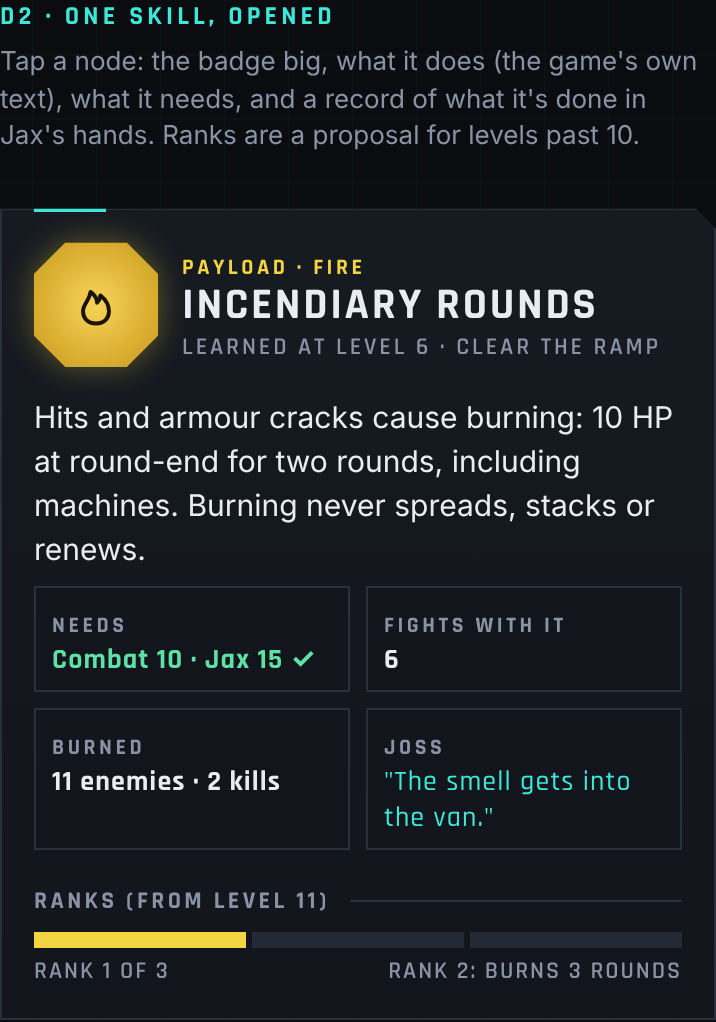 D2 · ONE SKILL, OPENED
Tap a node: the badge big, what it does (the game's own
text), what it needs, and a record of what it's done in
Jax's hands. Ranks are a proposal for levels past 10.
PAYLOAD · FIRE
INCENDIARY ROUNDS
LEARNED AT LEVEL 6 · CLEAR THE RAMP
Hits and armour cracks cause burning: 10 HP
at round-end for two rounds, including
machines. Burning never spreads, stacks or
renews.
NEEDS
Combat 10 · Jax 15 ✓
FIGHTS WITH IT
6
BURNED
11 enemies · 2 kills
JOSS
"The smell gets into
the van."
RANKS (FROM LEVEL 11)
RANK 1 OF 3
RANK 2: BURNS 3 ROUNDS